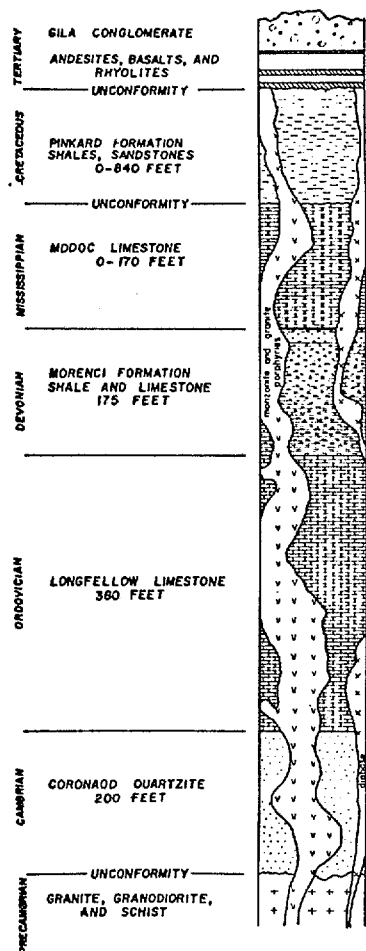 TERTIARY
GILA CONGLOMERATE
ANDESITES, BASALTS, AND
RHYOLITES
UNCONFORMITY
CRETACEOUS
PINKARD FORMATION
SHALES, SANDSTONES
0-840 FEET
UNCONFORMITY
MISSISSIPPIAN
MDDOC LIMESTONE
0-170 FEET
DEVONIAN
MORENCI FORMATION
SHALE AND LIMESTONE
175 FEET
monzonite and granite
porphyries
ORDOVICIAN
LONGFELLOW LIMESTONE
360 FEET
CAMBRIAN
CORONAOD QUARTZITE
200 FEET
diabase
UNCONFORMITY
PRECAMBRIAN
GRANITE, GRANODIORITE,
AND SCHIST